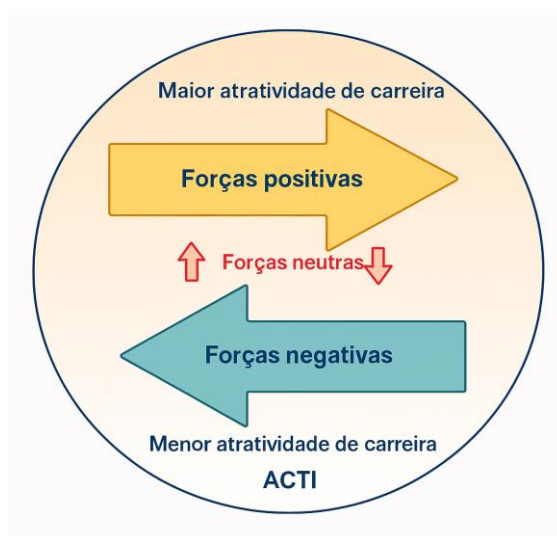 Maior atratividade de carreira
Forças positivas
Forças neutras
Forças negativas
Menor atratividade de carreira
ACTI